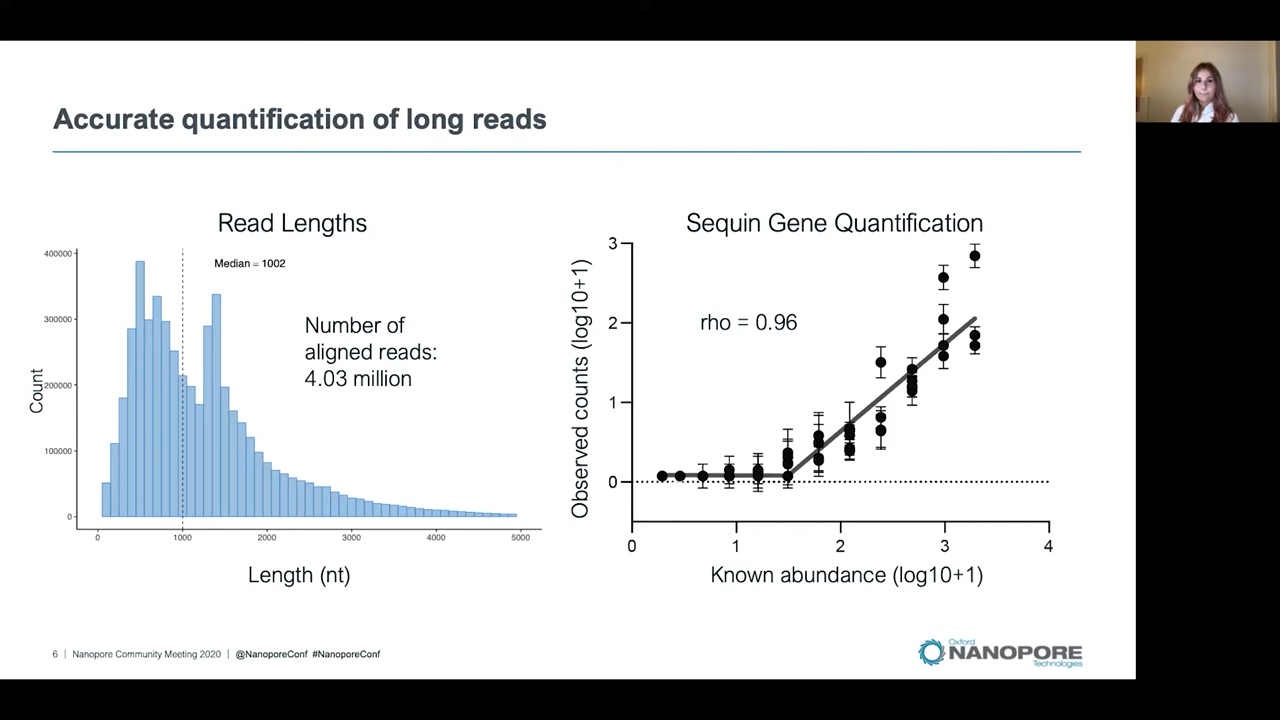 Accurate quantification of long reads
Read Lengths
Median = 1002
Number of
aligned reads:
4.03 million
Count
400000
300000
200000
100000
0
0
1000
2000
3000
4000
5000
Length (nt)
Sequin Gene Quantification
rho = 0.96
Observed counts (log10+1)
3
2
1
0
0
1
2
3
4
Known abundance (log10+1)
6 | Nanopore Community Meeting 2020 | @NanoporeConf #NanoporeConf
Oxford
NANOPORE
Technologies